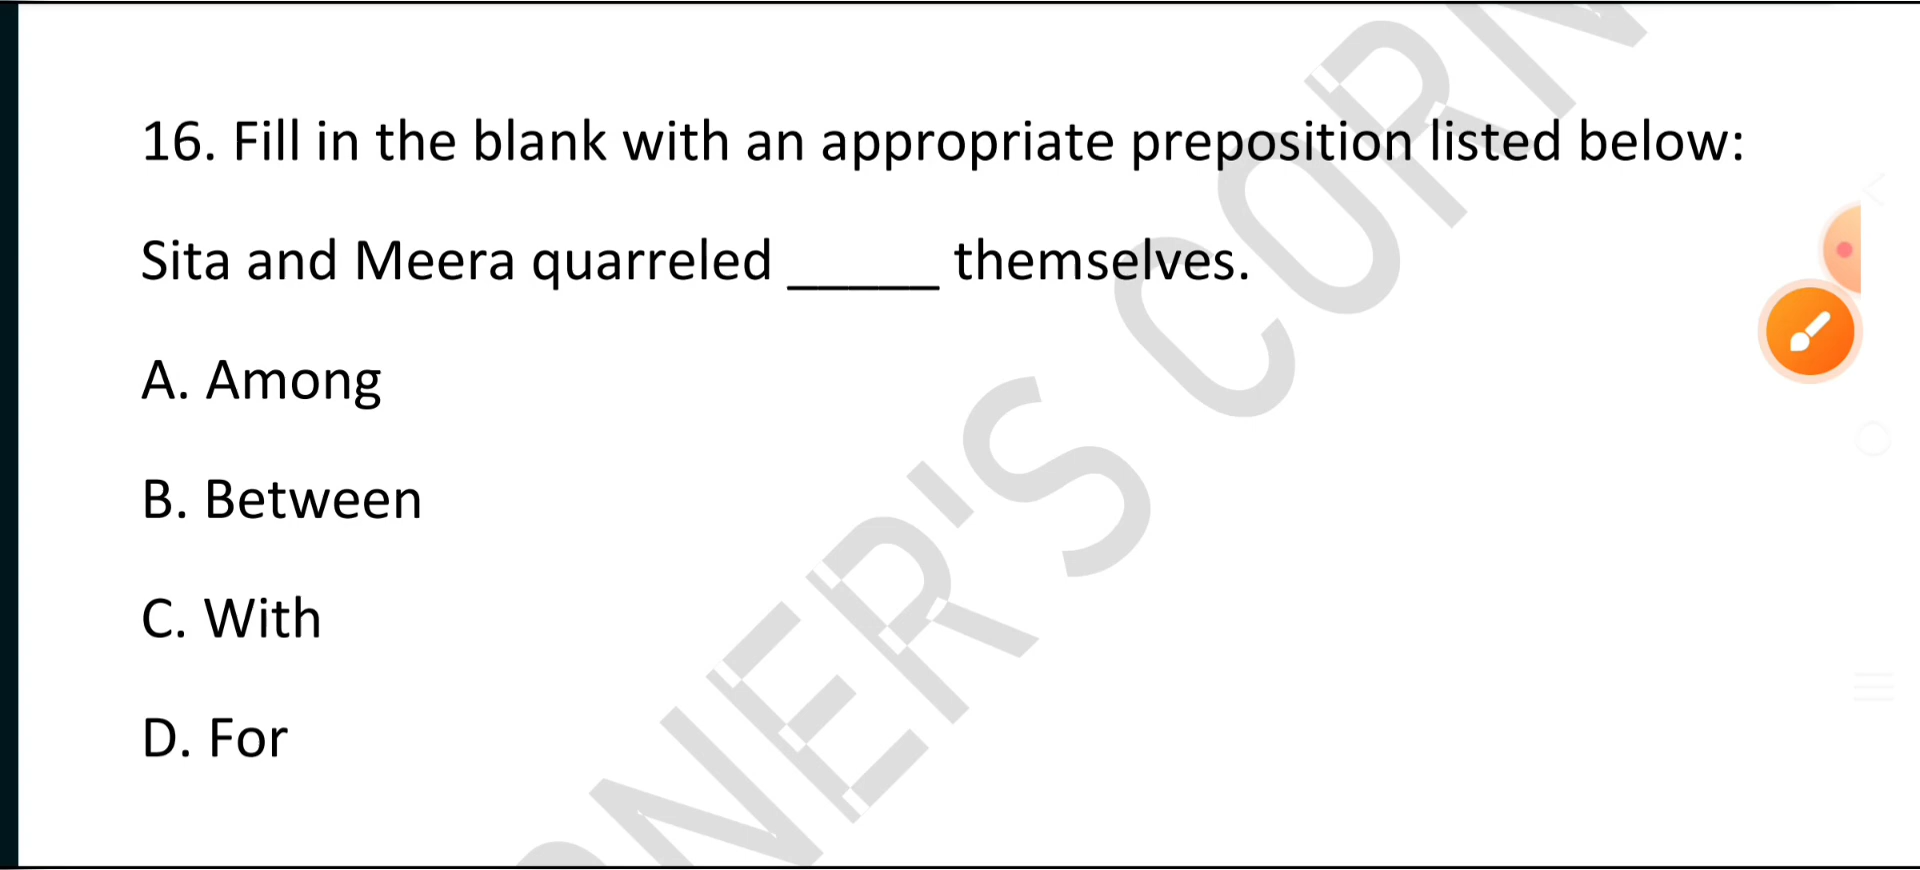 16. Fill in the blank with an appropriate preposition listed below:
Sita and Meera quarreled _____ themselves.
A. Among
B. Between
C. With
D. For